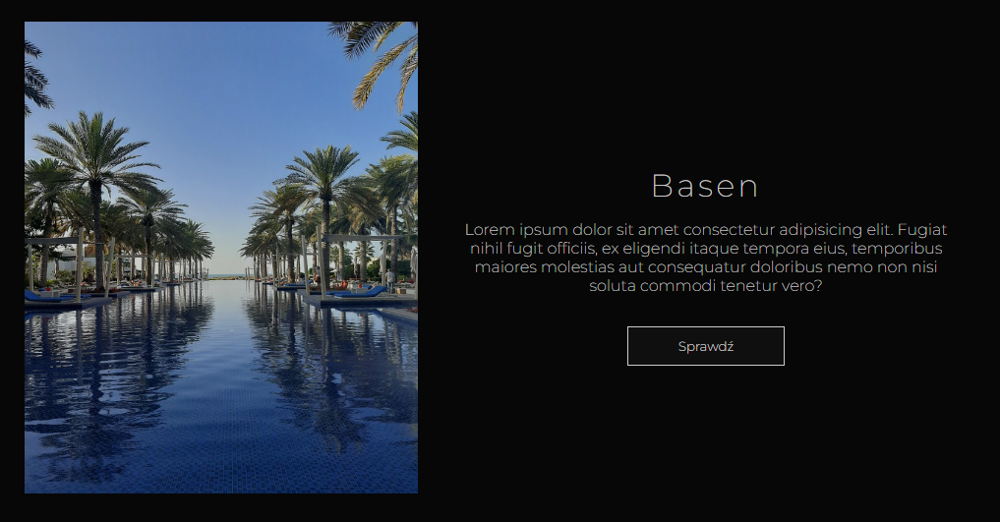 Basen
Lorem ipsum dolor sit amet consectetur adipisicing elit. Fugiat
nihil fugit officiis, ex eligendi itaque tempora eius, temporibus
maiores molestias aut consequatur doloribus nemo non nisi
soluta commodi tenetur vero?
Sprawdź